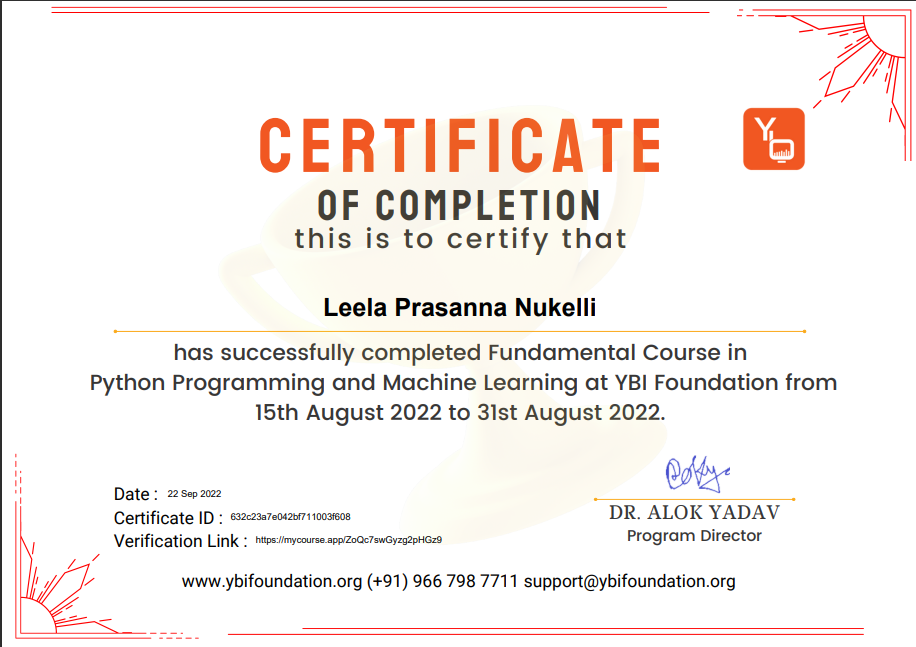 CERTIFICATE
OF COMPLETION
this is to certify that
Leela Prasanna Nukelli
has successfully completed Fundamental Course in
Python Programming and Machine Learning at YBI Foundation from
15th August 2022 to 31st August 2022.
Date : 22 Sep 2022
Certificate ID : 632c23a7e042bf711003f608
Verification Link : https://mycourse.app/ZoQc7swGyzg2pHGz9
DR. ALOK YADAV
Program Director
www.ybifoundation.org (+91) 966 798 7711 support@ybifoundation.org